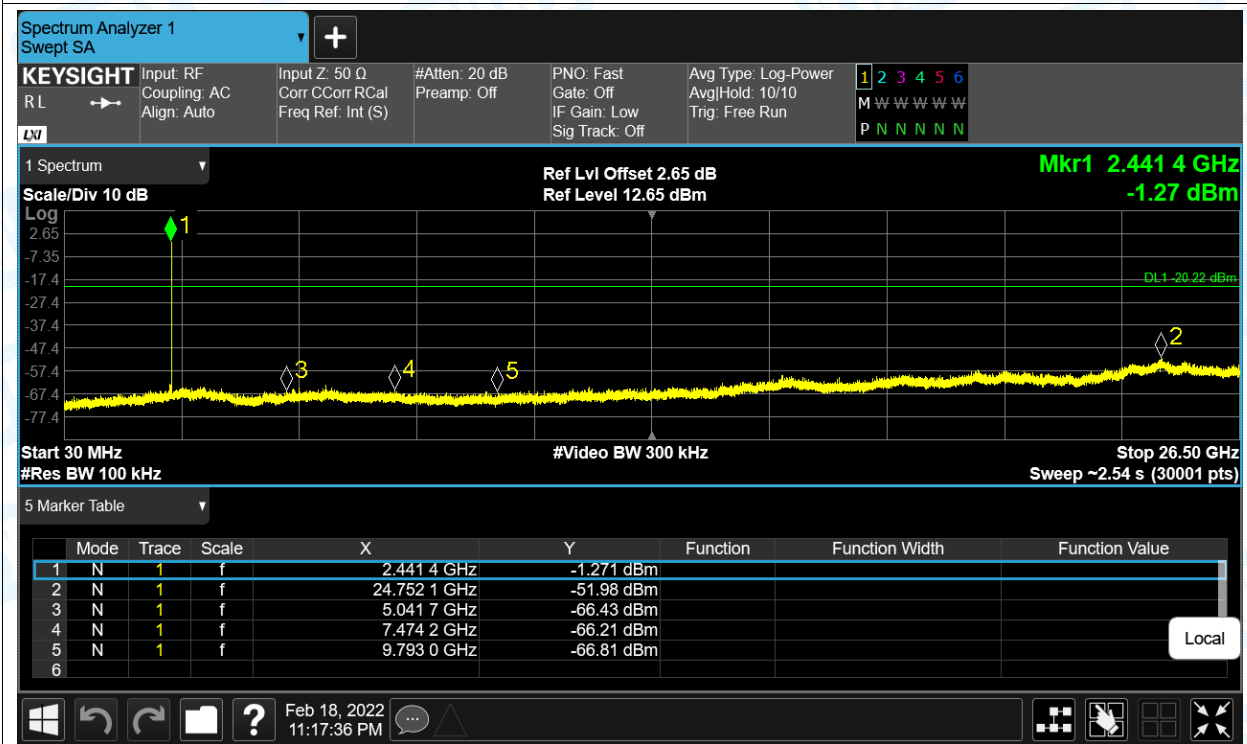 Spectrum Analyzer 1
Swept SA
KEYSIGHT
R L
LXI
Input: RF
Coupling: AC
Align: Auto
Input Z: 50 Ω
Corr CCorr RCal
Freq Ref: Int (S)
#Atten: 20 dB
Preamp: Off
PNO: Fast
Gate: Off
IF Gain: Low
Sig Track: Off
Avg Type: Log-Power
Avg|Hold: 10/10
Trig: Free Run
1 2 3 4 5 6
M W W W W W
P N N N N N
1 Spectrum
Scale/Div 10 dB
Ref Lvl Offset 2.65 dB
Ref Level 12.65 dBm
Mkr1 2.441 4 GHz
-1.27 dBm
Log
2.65
-7.35
-17.4
-27.4
-37.4
-47.4
-57.4
-67.4
-77.4
1
DL1 -20.22 dBm
2
3
4
5
Start 30 MHz
#Video BW 300 kHz
Stop 26.50 GHz
#Res BW 100 kHz
Sweep ~2.54 s (30001 pts)
5 Marker Table
Mode Trace Scale X Y Function Function Width Function Value
1 N 1 f 2.441 4 GHz -1.271 dBm
2 N 1 f 24.752 1 GHz -51.98 dBm
3 N 1 f 5.041 7 GHz -66.43 dBm
4 N 1 f 7.474 2 GHz -66.21 dBm
5 N 1 f 9.793 0 GHz -66.81 dBm
6
Local
?
Feb 18, 2022
11:17:36 PM